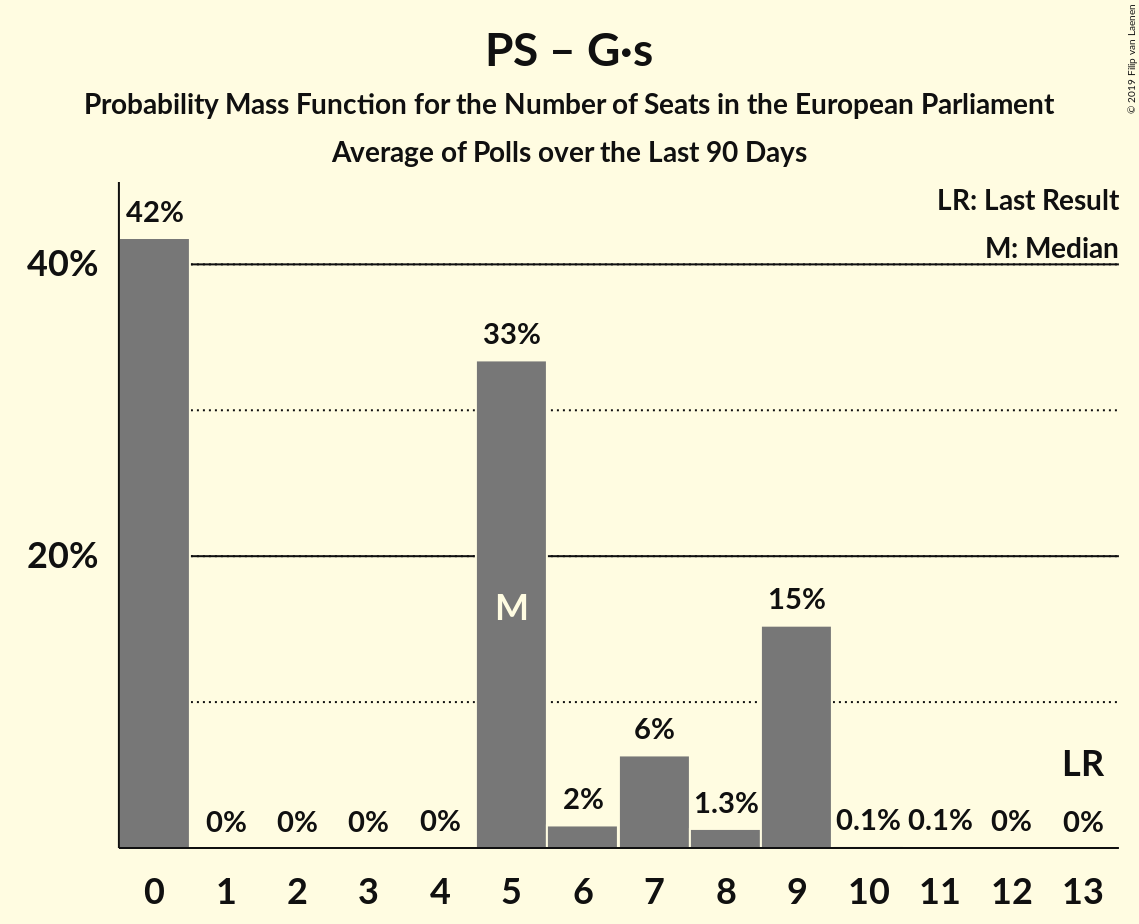 PS – G·s
Probability Mass Function for the Number of Seats in the European Parliament
Average of Polls over the Last 90 Days
© 2019 Filip van Laenen
LR: Last Result
M: Median
42%
40%
33%
20%
M
15%
6%
LR
2%
1.3%
0% 0% 0% 0% 0.1% 0.1% 0% 0%
0 1 2 3 4 5 6 7 8 9 10 11 12 13